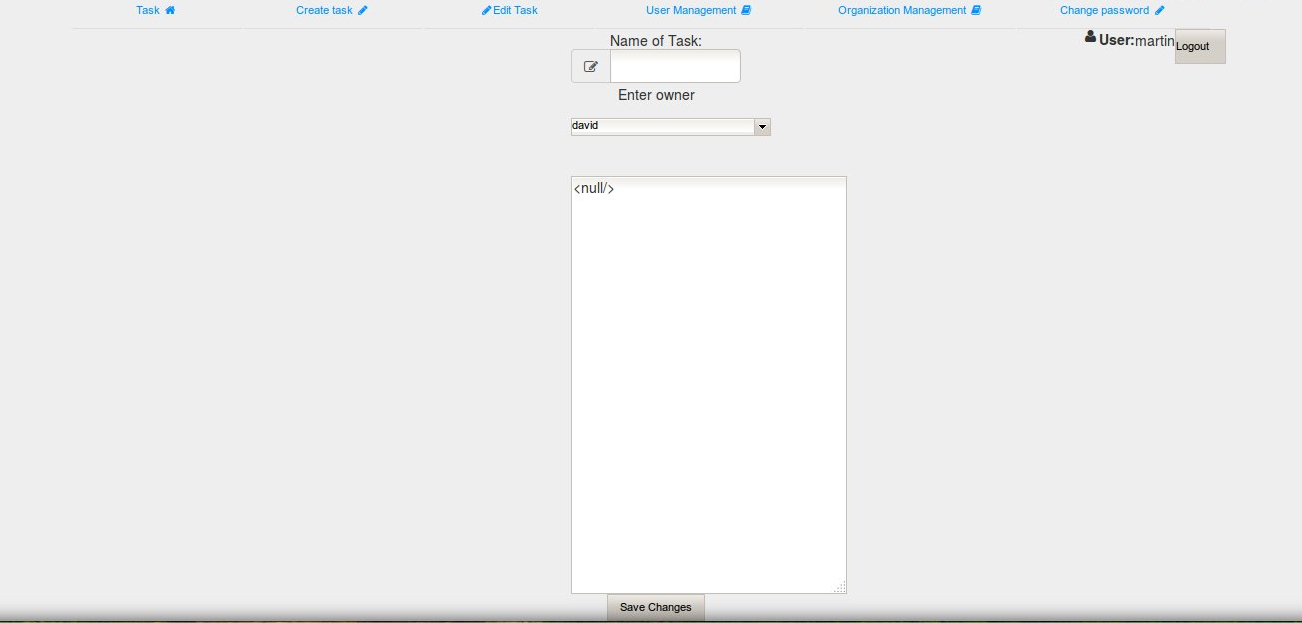 Task
Create task
Edit Task
User Management
Organization Management
Change password
Name of Task:
User:martin
Logout
Enter owner
david
<null/>
Save Changes